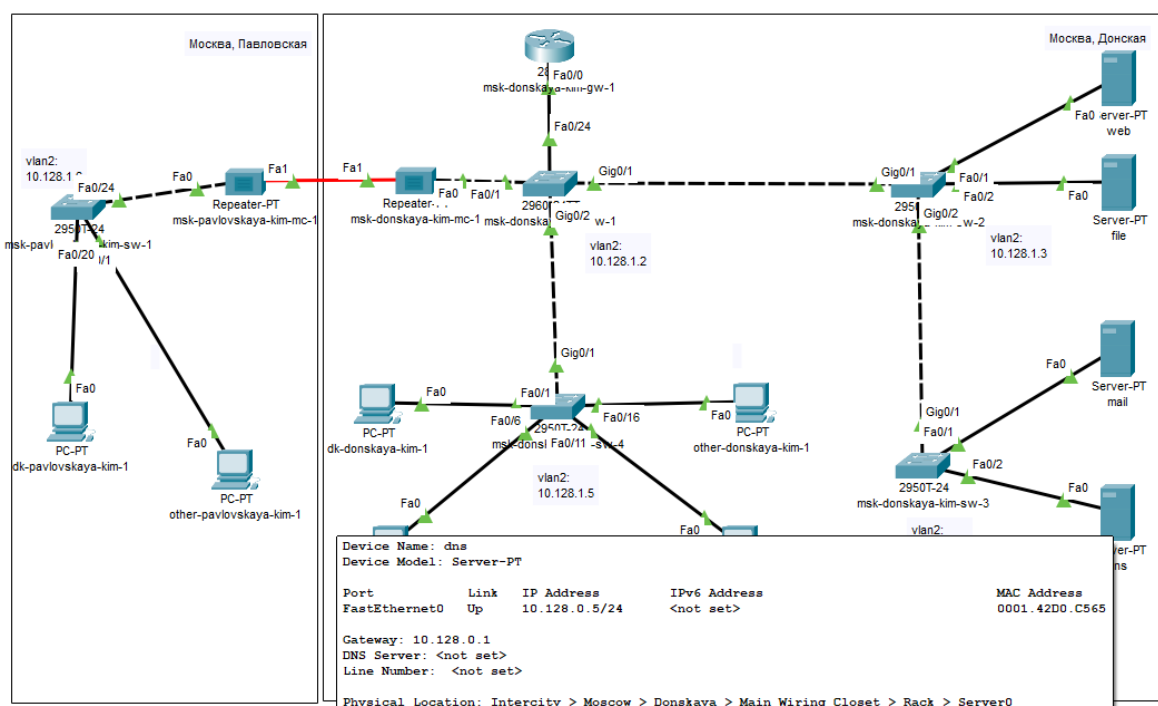 Москва, Павловская
Москва, Донская
Fa0/0
msk-donskaya-kim-gw-1
Fa0/24
Fa0
Server-PT
web
vlan2:
Fa0/24
Fa0
Fa1
Fa1
Fa0
Fa0/1
Gig0/1
Gig0/1
Fa0/1
Fa0
Repeater-PT
msk-pavlovskaya-kim-mc-1
msk-donskaya-kim-mc-1
Gig0/2
Gig0/2
Server-PT
file
2950T-24
Fa0/20
vlan2:
10.128.1.2
vlan2:
10.128.1.3
Gig0/1
Fa0
Server-PT
mail
Fa0
Fa0
Fa0/1
Fa0/6
Fa0/16
Fa0
Gig0/1
Fa0/1
PC-PT
dk-pavlovskaya-kim-1
Fa0
PC-PT
dk-donskaya-kim-1
Fa0/11
PC-PT
other-donskaya-kim-1
Fa0/2
Fa0
PC-PT
other-pavlovskaya-kim-1
vlan2:
10.128.1.5
2950T-24
msk-donskaya-kim-sw-3
Fa0
Fa0
vlan2:
Device Name: dns
Device Model: Server-PT
Port Link IP Address IPv6 Address MAC Address
FastEthernet0 Up 10.128.0.5/24 <not set> 0001.42D0.C565
Gateway: 10.128.0.1
DNS Server: <not set>
Line Number: <not set>
Physical Location: Intercity > Moscow > Donskaya > Main Wiring Closet > Rack > Server0